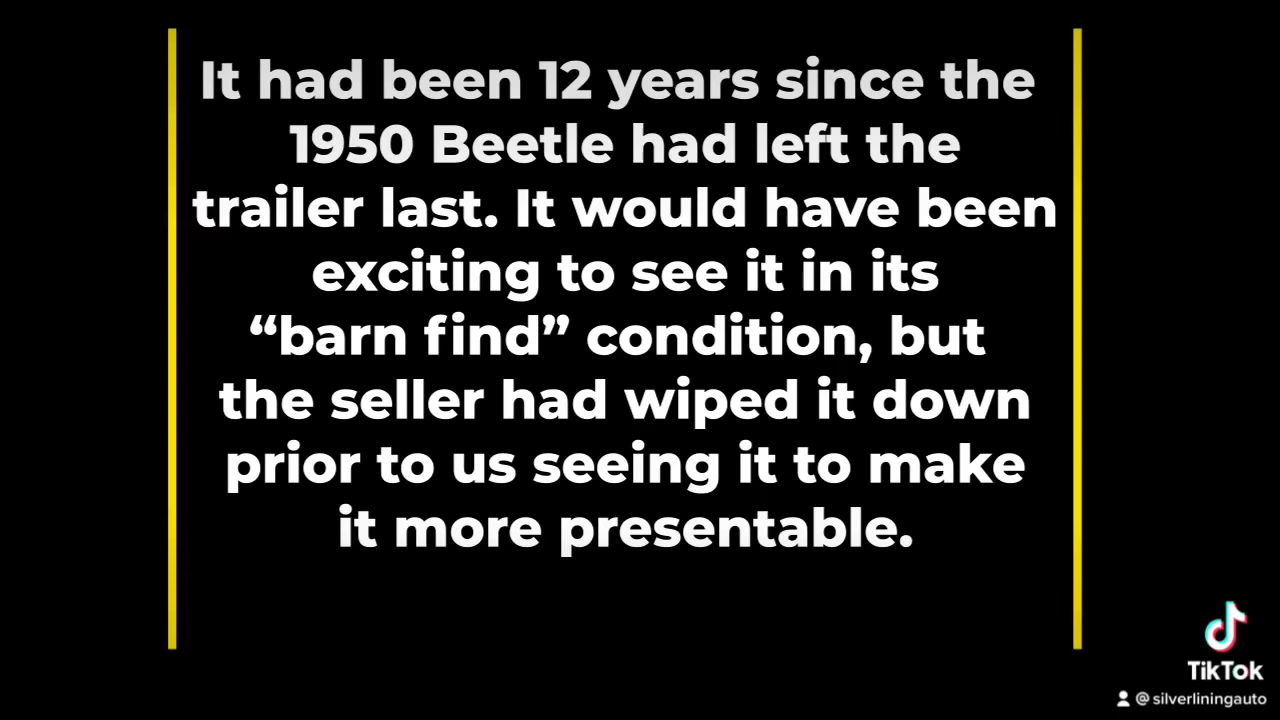 It had been 12 years since the
1950 Beetle had left the
trailer last. It would have been
exciting to see it in its
“barn find” condition, but
the seller had wiped it down
prior to us seeing it to make
it more presentable.
TikTok
@silverliningauto